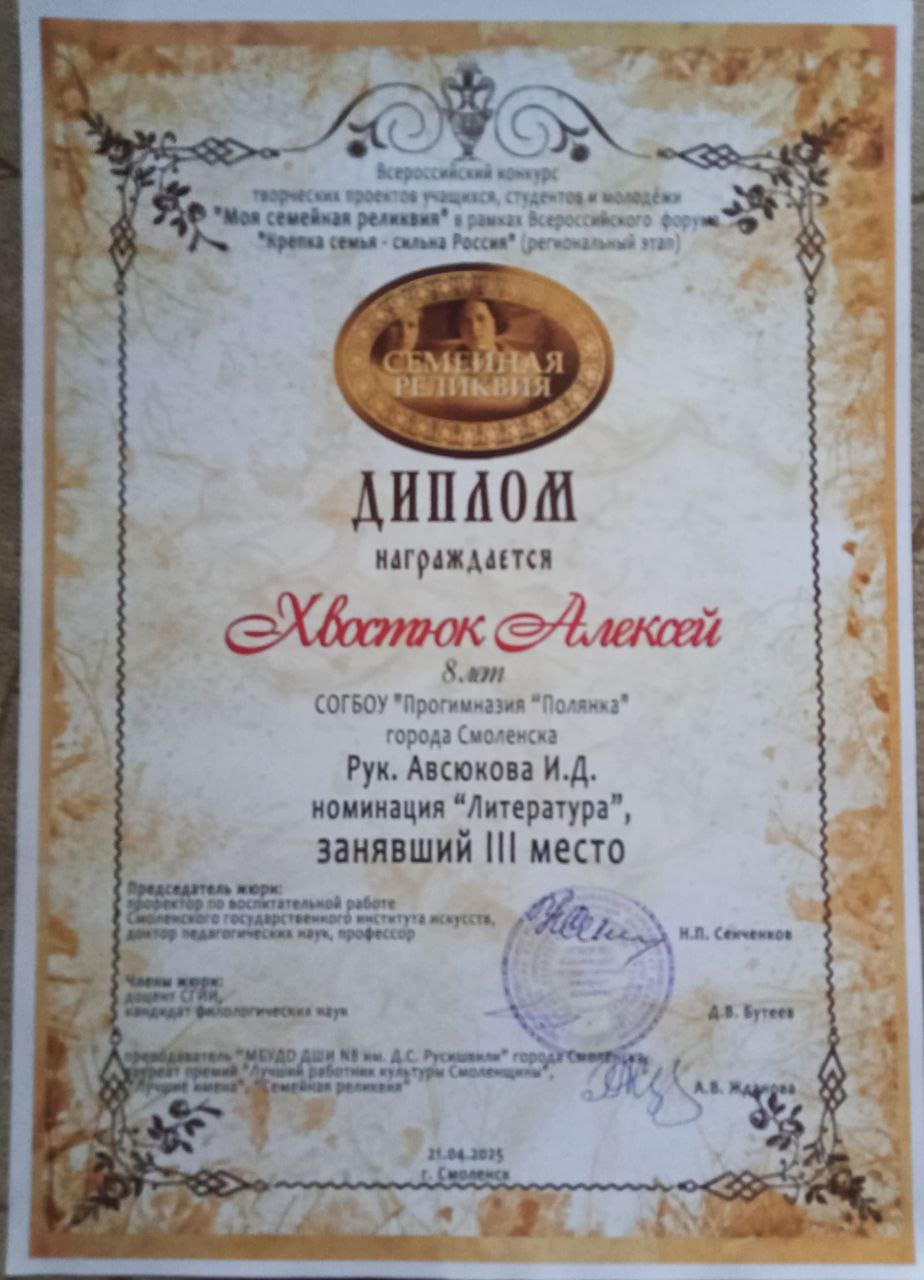 Всероссийский конкурс
творческих проектов учащихся, студентов и молодёжи
"Моя семейная реликвия" в рамках Всероссийского форума
"Крепка семья - сильна Россия" (региональный этап)
СЕМЕЙНАЯ
РЕЛИКВИЯ
ДИПЛОМ
награждается
Хвостюк Алексей
8 лет
СОГБОУ "Прогимназия “Полянка"
города Смоленска
Рук. Авсюкова И.Д.
номинация “Литература”,
занявший III место
Председатель жюри:
проректор по воспитательной работе
Смоленского государственного института искусств,
доктор педагогических наук, профессор
Н.П. Сенченков
Члены жюри:
доцент СГИИ,
кандидат филологических наук
Д.В. Бутеев
преподаватель "МБУДО ДШИ №8 им. Д.С. Русишвили" города Смоленска,
лауреат премий "Лучший работник культуры Смоленщины",
"Лучшие имена", "Семейная реликвия"
А.В. Жданова
21.04.2025
г. Смоленск